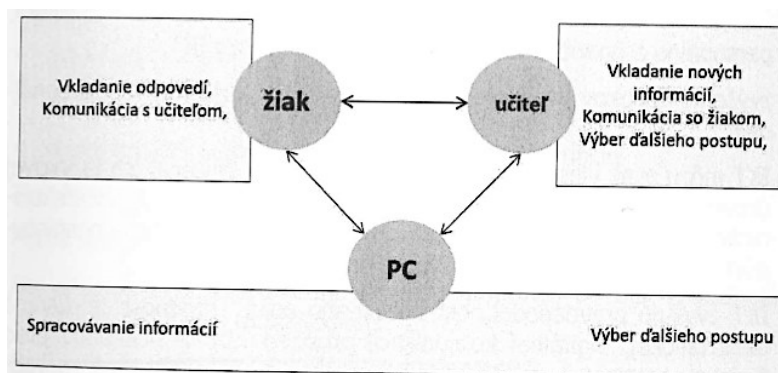 Vkladanie odpovedí,
Komunikácia s učiteľom,
žiak
učiteľ
Vkladanie nových
informácií,
Komunikácia so žiakom,
Výber ďalšieho postupu,
PC
Spracovávanie informácií
Výber ďalšieho postupu